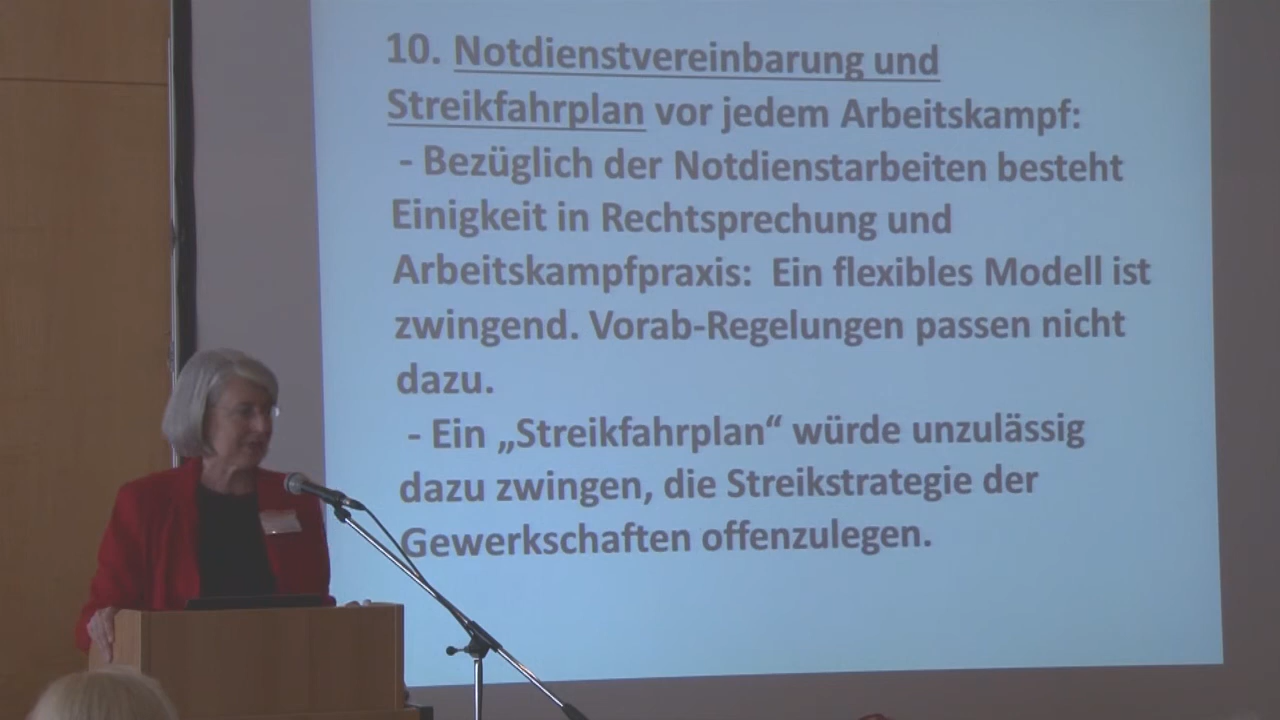 10. Notdienstvereinbarung und
Streikfahrplan vor jedem Arbeitskampf:
- Bezüglich der Notdienstarbeiten besteht
Einigkeit in Rechtsprechung und
Arbeitskampfpraxis: Ein flexibles Modell ist
zwingend. Vorab-Regelungen passen nicht
dazu.
- Ein „Streikfahrplan“ würde unzulässig
dazu zwingen, die Streikstrategie der
Gewerkschaften offenzulegen.